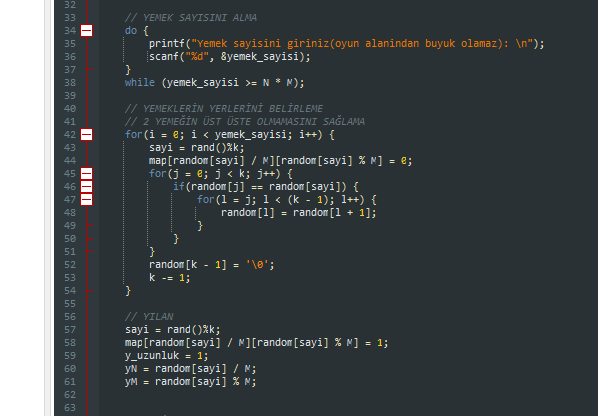 32
33 // YEMEK SAYISINI ALMA
34 do {
35 printf("Yemek sayisini giriniz(oyun alanindan buyuk olamaz): \n");
36 scanf("%d", &yemek_sayisi);
37 }
38 while (yemek_sayisi >= N * M);
39
40 // YEMEKLERİN YERLERİNİ BELİRLEME
41 // 2 YEMEĞİN ÜST ÜSTE OLMAMASINI SAĞLAMA
42 for(i = 0; i < yemek_sayisi; i++) {
43 sayi = rand()%k;
44 map[random[sayi] / M][random[sayi] % M] = 0;
45 for(j = 0; j < k; j++) {
46 if(random[j] == random[sayi]) {
47 for(l = j; l < (k - 1); l++) {
48 random[l] = random[l + 1];
49 }
50 }
51 }
52 random[k - 1] = '\0';
53 k -= 1;
54 }
55
56 // YILAN
57 sayi = rand()%k;
58 map[random[sayi] / M][random[sayi] % M] = 1;
59 y_uzunluk = 1;
60 yN = random[sayi] / M;
61 yM = random[sayi] % M;
62
63